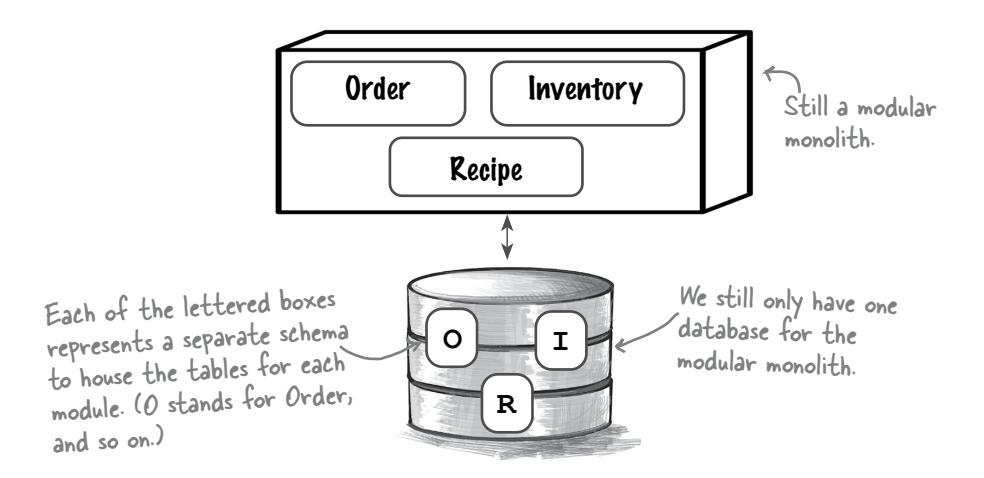 Order
Inventory
Recipe
Still a modular
monolith.
Each of the lettered boxes
represents a separate schema
to house the tables for each
module. (O stands for Order,
and so on.)
O
I
R
We still only have one
database for the
modular monolith.